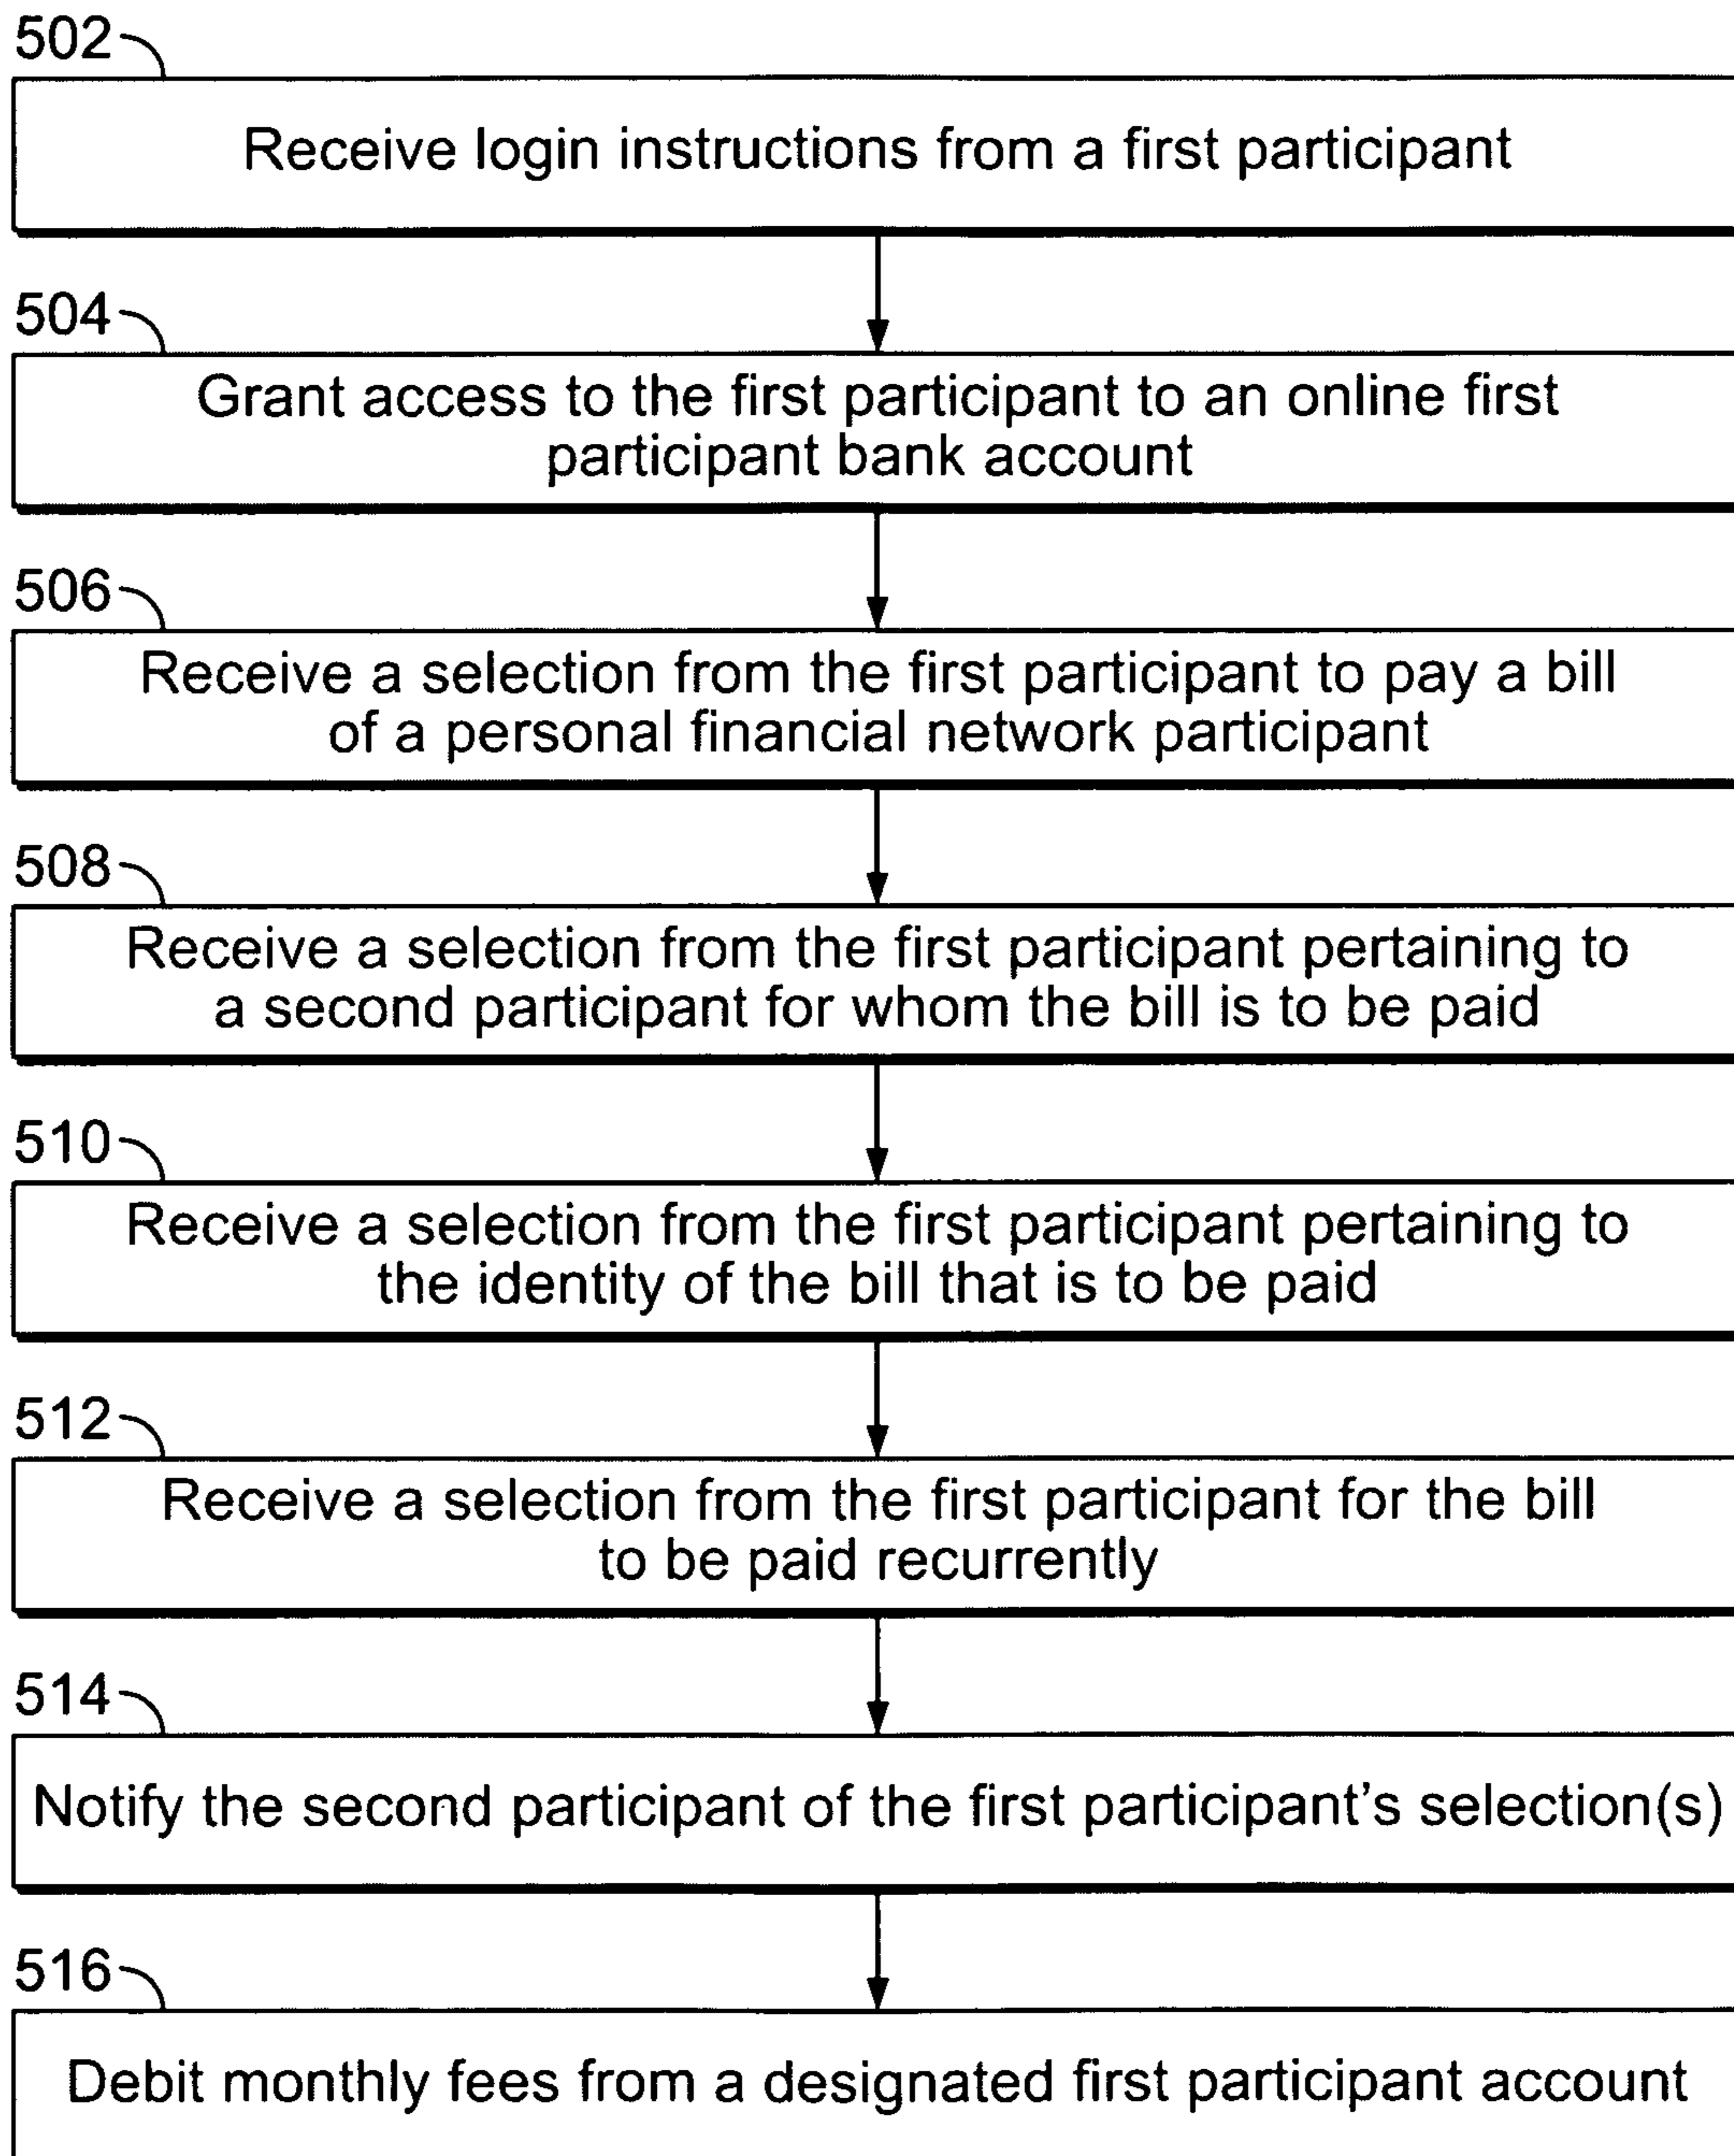 502
Receive login instructions from a first participant
504
Grant access to the first participant to an online first
participant bank account
506
Receive a selection from the first participant to pay a bill
of a personal financial network participant
508
Receive a selection from the first participant pertaining to
a second participant for whom the bill is to be paid
510
Receive a selection from the first participant pertaining to
the identity of the bill that is to be paid
512
Receive a selection from the first participant for the bill
to be paid recurrently
514
Notify the second participant of the first participant's selection(s)
516
Debit monthly fees from a designated first participant account